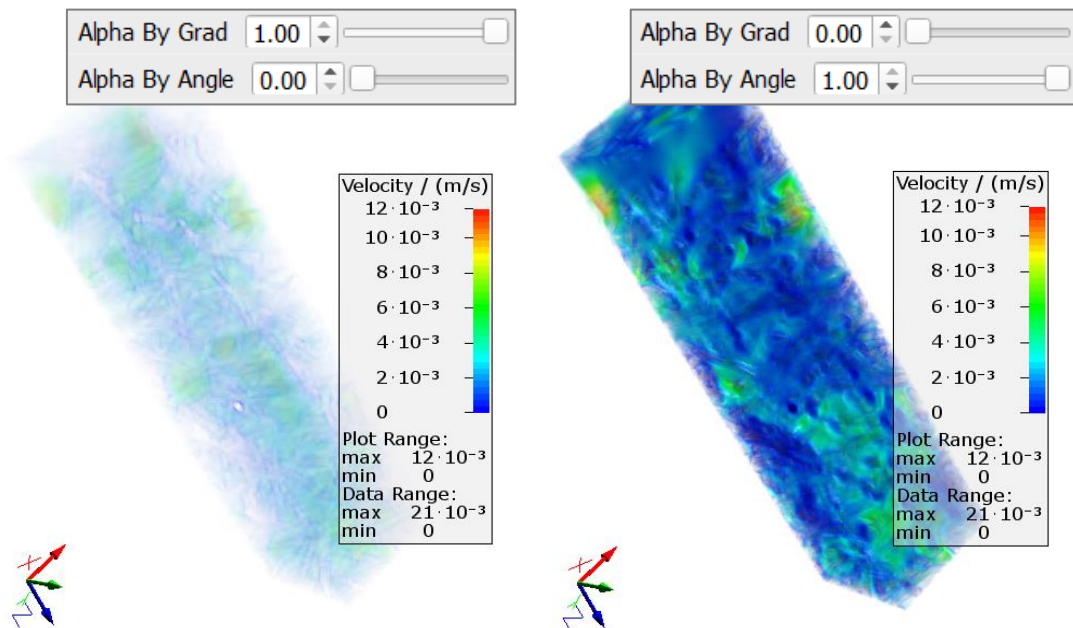 Alpha By Grad 1.00
Alpha By Angle 0.00
Velocity / (m/s)
12·10⁻³
10·10⁻³
8·10⁻³
6·10⁻³
4·10⁻³
2·10⁻³
0
Plot Range:
max 12·10⁻³
min 0
Data Range:
max 21·10⁻³
min 0
X
Y
Z
Alpha By Grad 0.00
Alpha By Angle 1.00
Velocity / (m/s)
12·10⁻³
10·10⁻³
8·10⁻³
6·10⁻³
4·10⁻³
2·10⁻³
0
Plot Range:
max 12·10⁻³
min 0
Data Range:
max 21·10⁻³
min 0
X
Y
Z